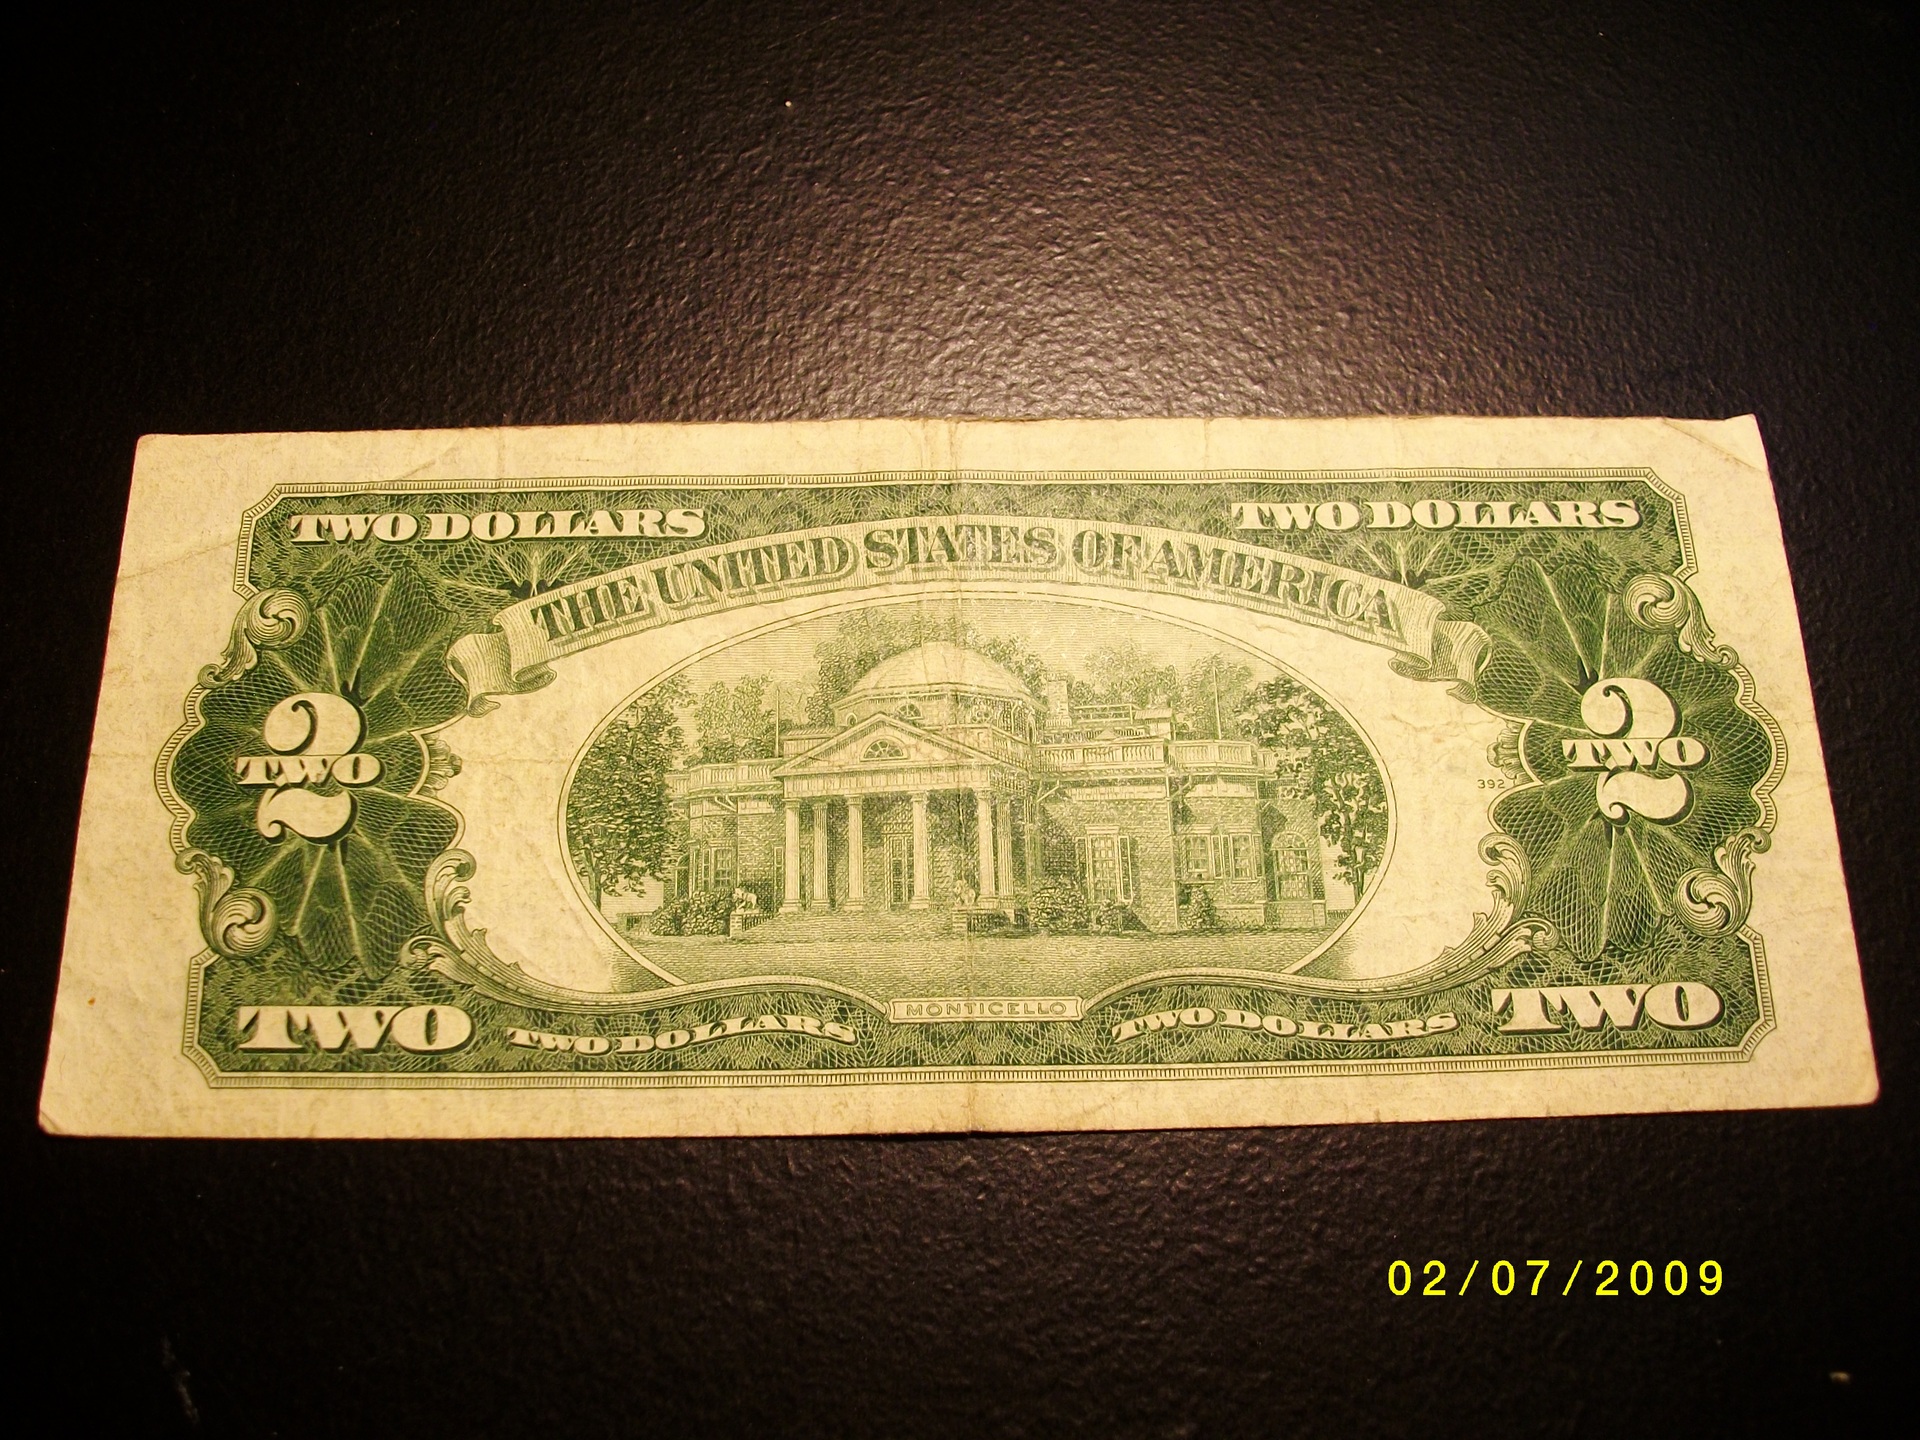 TWO DOLLARS TWO DOLLARS
THE UNITED STATES OF AMERICA
2 2
TWO TWO
392
TWO TWO DOLLARS MONTICELLO TWO DOLLARS TWO
02/07/2009